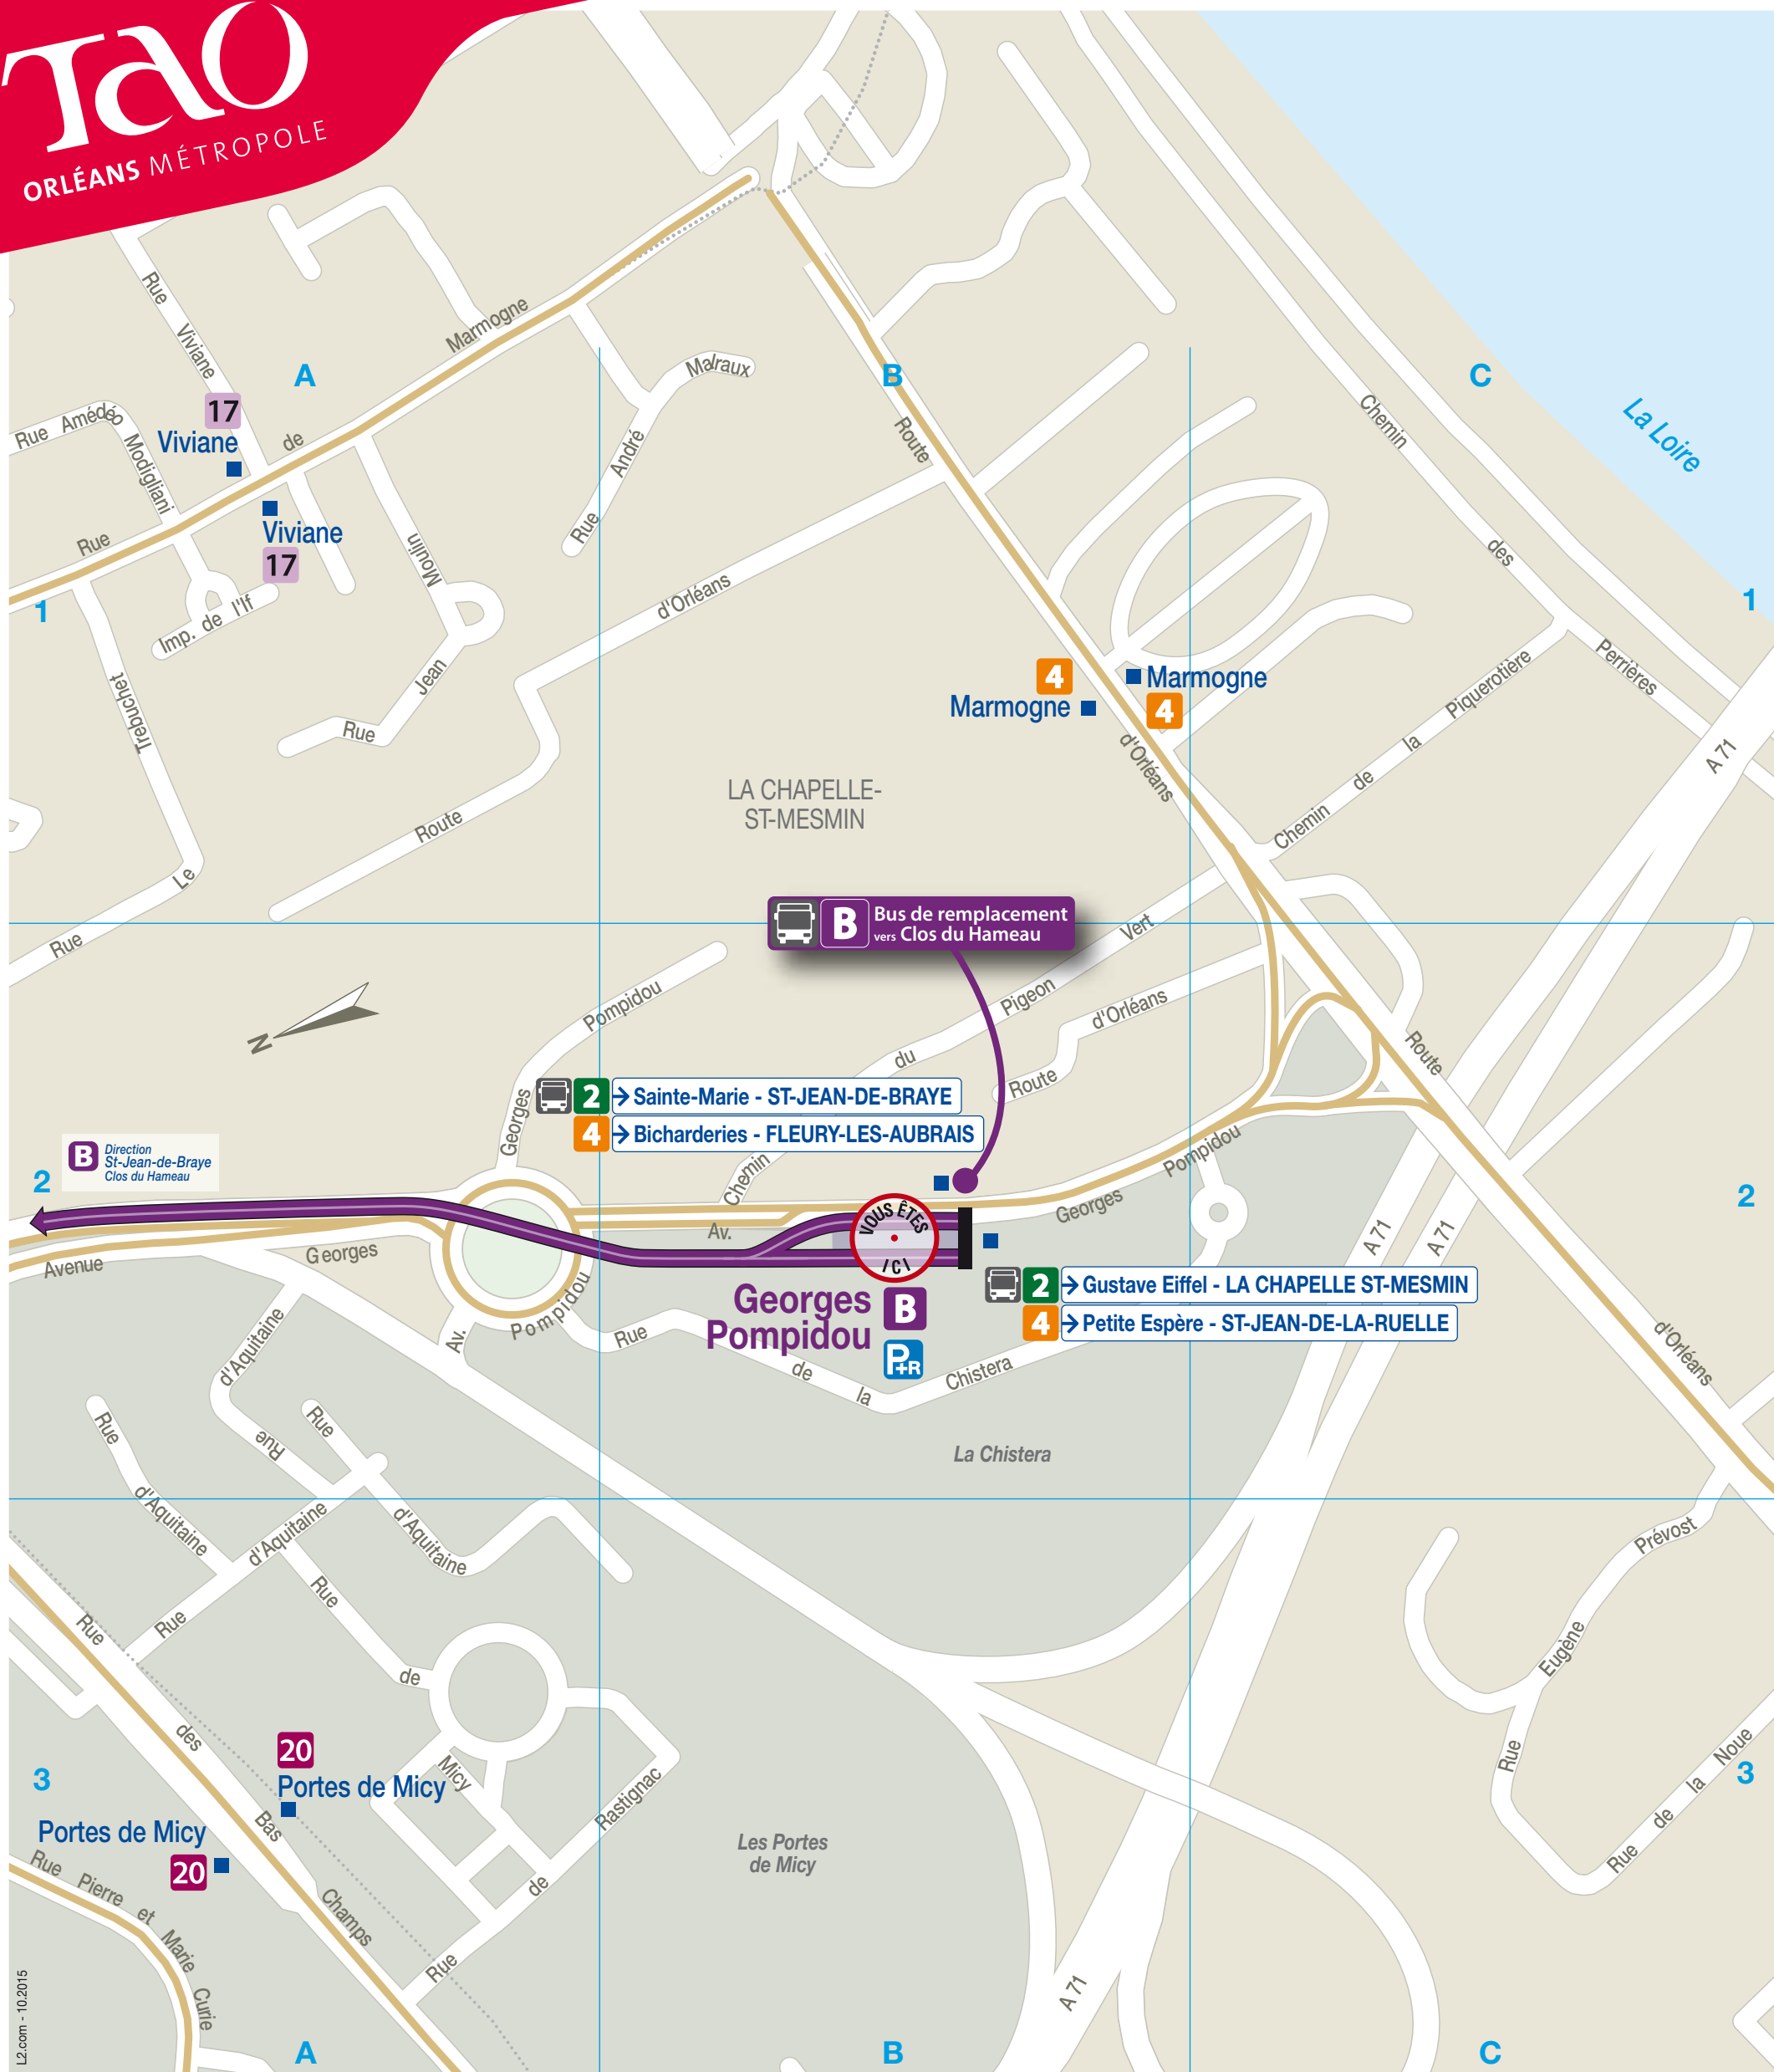 TAO
ORLÉANS MÉTROPOLE
A
B
C
Rue Viviane
Marmogne
Malraux
17
Viviane
Rue Amédéo Modigliani
de
Viviane
17
Rue
Rue André
Route
Chemin
La Loire
des
Moulin
Imp. de l'If
d'Orléans
1
1
Trebuchet
Jean
Rue
4
Marmogne
Marmogne
4
Perrières
Chemin de la Piquerotière
d'Orléans
A 71
LA CHAPELLE-
ST-MESMIN
Route
Le
Rue
B
Bus de remplacement
vers Clos du Hameau
Vert
Pigeon
du
Chemin
N
Pompidou
Georges
d'Orléans
Route
Route
2
Sainte-Marie - ST-JEAN-DE-BRAYE
4
Bicharderies - FLEURY-LES-AUBRAIS
B
Direction
St-Jean-de-Braye
Clos du Hameau
2
2
Pompidou
Georges
Av.
VOUS ÊTES
ICI
Avenue
Georges
Pompidou
Av.
A 71
A 71
Georges
Pompidou
B
P+R
2
Gustave Eiffel - LA CHAPELLE ST-MESMIN
4
Petite Espère - ST-JEAN-DE-LA-RUELLE
Rue de la Chistera
d'Orléans
La Chistera
d'Aquitaine
Rue
Rue
d'Aquitaine
Rue
d'Aquitaine
Rue
d'Aquitaine
Rue
de
Micy
Prévost
Eugène
Rue
Rue de la Noue
Rue
des
Bas
Champs
20
Portes de Micy
3
3
Portes de Micy
20
Rue de Rastignac
Les Portes
de Micy
Rue Pierre et Marie Curie
A 71
L2.com - 10.2015
A
B
C